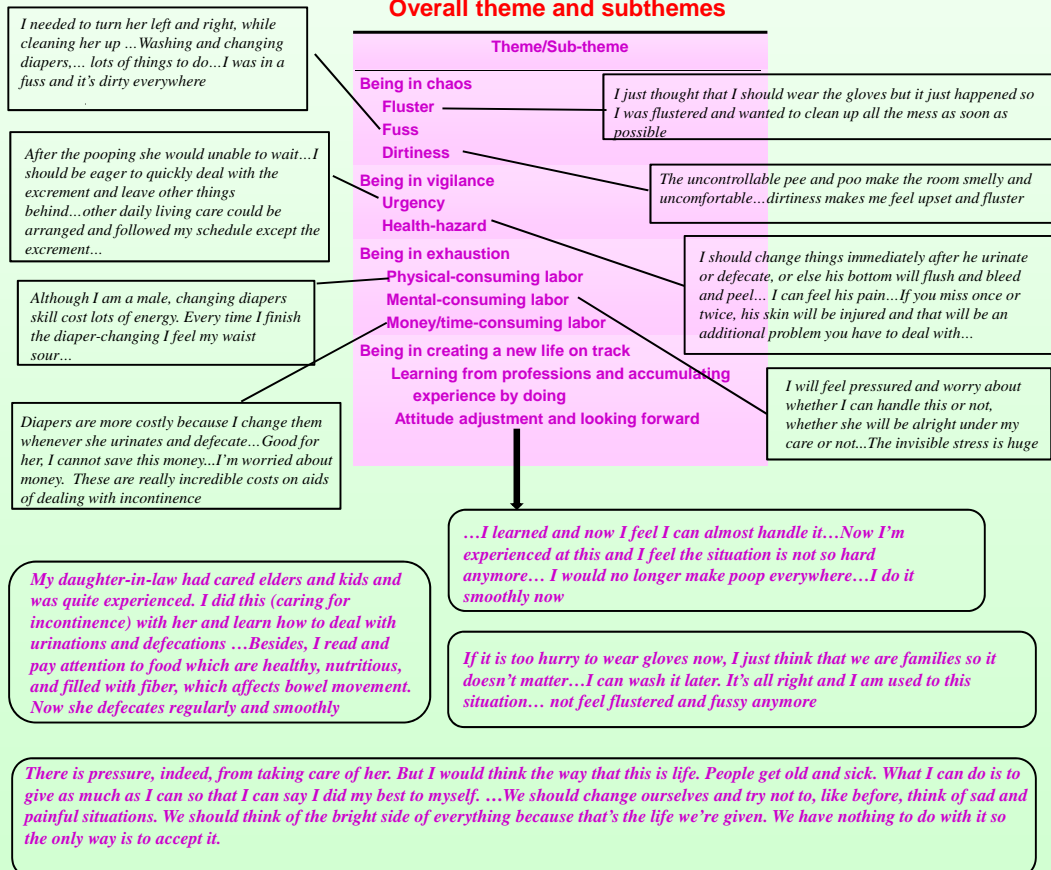 Overall theme and subthemes
I needed to turn her left and right, while
cleaning her up …Washing and changing
diapers,… lots of things to do…I was in a
fuss and it's dirty everywhere
Theme/Sub-theme
Being in chaos
Fluster
Fuss
Dirtiness
Being in vigilance
Urgency
Health-hazard
Being in exhaustion
Physical-consuming labor
Mental-consuming labor
Money/time-consuming labor
Being in creating a new life on track
Learning from professions and accumulating
experience by doing
Attitude adjustment and looking forward
I just thought that I should wear the gloves but it just happened so
I was flustered and wanted to clean up all the mess as soon as
possible
After the pooping she would unable to wait…I
should be eager to quickly deal with the
excrement and leave other things
behind…other daily living care could be
arranged and followed my schedule except the
excrement…
The uncontrollable pee and poo make the room smelly and
uncomfortable…dirtiness makes me feel upset and fluster
I should change things immediately after he urinate
or defecate, or else his bottom will flush and bleed
and peel… I can feel his pain…If you miss once or
twice, his skin will be injured and that will be an
additional problem you have to deal with…
Although I am a male, changing diapers
skill cost lots of energy. Every time I finish
the diaper-changing I feel my waist
sour…
I will feel pressured and worry about
whether I can handle this or not,
whether she will be alright under my
care or not...The invisible stress is huge
Diapers are more costly because I change them
whenever she urinates and defecate…Good for
her, I cannot save this money...I'm worried about
money. These are really incredible costs on aids
of dealing with incontinence
…I learned and now I feel I can almost handle it…Now I'm
experienced at this and I feel the situation is not so hard
anymore… I would no longer make poop everywhere…I do it
smoothly now
My daughter-in-law had cared elders and kids and
was quite experienced. I did this (caring for
incontinence) with her and learn how to deal with
urinations and defecations …Besides, I read and
pay attention to food which are healthy, nutritious,
and filled with fiber, which affects bowel movement.
Now she defecates regularly and smoothly
If it is too hurry to wear gloves now, I just think that we are families so it
doesn't matter…I can wash it later. It's all right and I am used to this
situation… not feel flustered and fussy anymore
There is pressure, indeed, from taking care of her. But I would think the way that this is life. People get old and sick. What I can do is to
give as much as I can so that I can say I did my best to myself. …We should change ourselves and try not to, like before, think of sad and
painful situations. We should think of the bright side of everything because that's the life we're given. We have nothing to do with it so
the only way is to accept it.